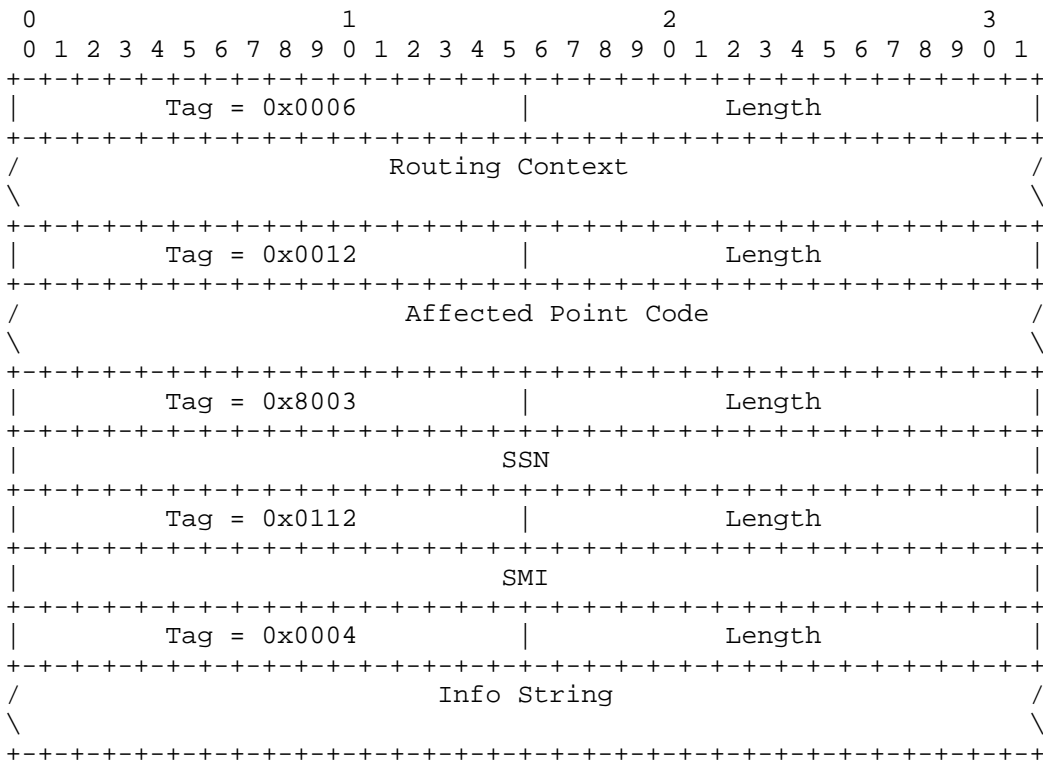 0                   1                   2                   3
 0 1 2 3 4 5 6 7 8 9 0 1 2 3 4 5 6 7 8 9 0 1 2 3 4 5 6 7 8 9 0 1
+-+-+-+-+-+-+-+-+-+-+-+-+-+-+-+-+-+-+-+-+-+-+-+-+-+-+-+-+-+-+-+-+
|         Tag = 0x0006          |            Length             |
+-+-+-+-+-+-+-+-+-+-+-+-+-+-+-+-+-+-+-+-+-+-+-+-+-+-+-+-+-+-+-+-+
/                       Routing Context                         /
\                                                               \
+-+-+-+-+-+-+-+-+-+-+-+-+-+-+-+-+-+-+-+-+-+-+-+-+-+-+-+-+-+-+-+-+
|         Tag = 0x0012          |            Length             |
+-+-+-+-+-+-+-+-+-+-+-+-+-+-+-+-+-+-+-+-+-+-+-+-+-+-+-+-+-+-+-+-+
/                        Affected Point Code                    /
\                                                               \
+-+-+-+-+-+-+-+-+-+-+-+-+-+-+-+-+-+-+-+-+-+-+-+-+-+-+-+-+-+-+-+-+
|         Tag = 0x8003          |            Length             |
+-+-+-+-+-+-+-+-+-+-+-+-+-+-+-+-+-+-+-+-+-+-+-+-+-+-+-+-+-+-+-+-+
|                              SSN                              |
+-+-+-+-+-+-+-+-+-+-+-+-+-+-+-+-+-+-+-+-+-+-+-+-+-+-+-+-+-+-+-+-+
|         Tag = 0x0112          |            Length             |
+-+-+-+-+-+-+-+-+-+-+-+-+-+-+-+-+-+-+-+-+-+-+-+-+-+-+-+-+-+-+-+-+
|                              SMI                              |
+-+-+-+-+-+-+-+-+-+-+-+-+-+-+-+-+-+-+-+-+-+-+-+-+-+-+-+-+-+-+-+-+
|         Tag = 0x0004          |            Length             |
+-+-+-+-+-+-+-+-+-+-+-+-+-+-+-+-+-+-+-+-+-+-+-+-+-+-+-+-+-+-+-+-+
/                          Info String                          /
\                                                               \
+-+-+-+-+-+-+-+-+-+-+-+-+-+-+-+-+-+-+-+-+-+-+-+-+-+-+-+-+-+-+-+-+